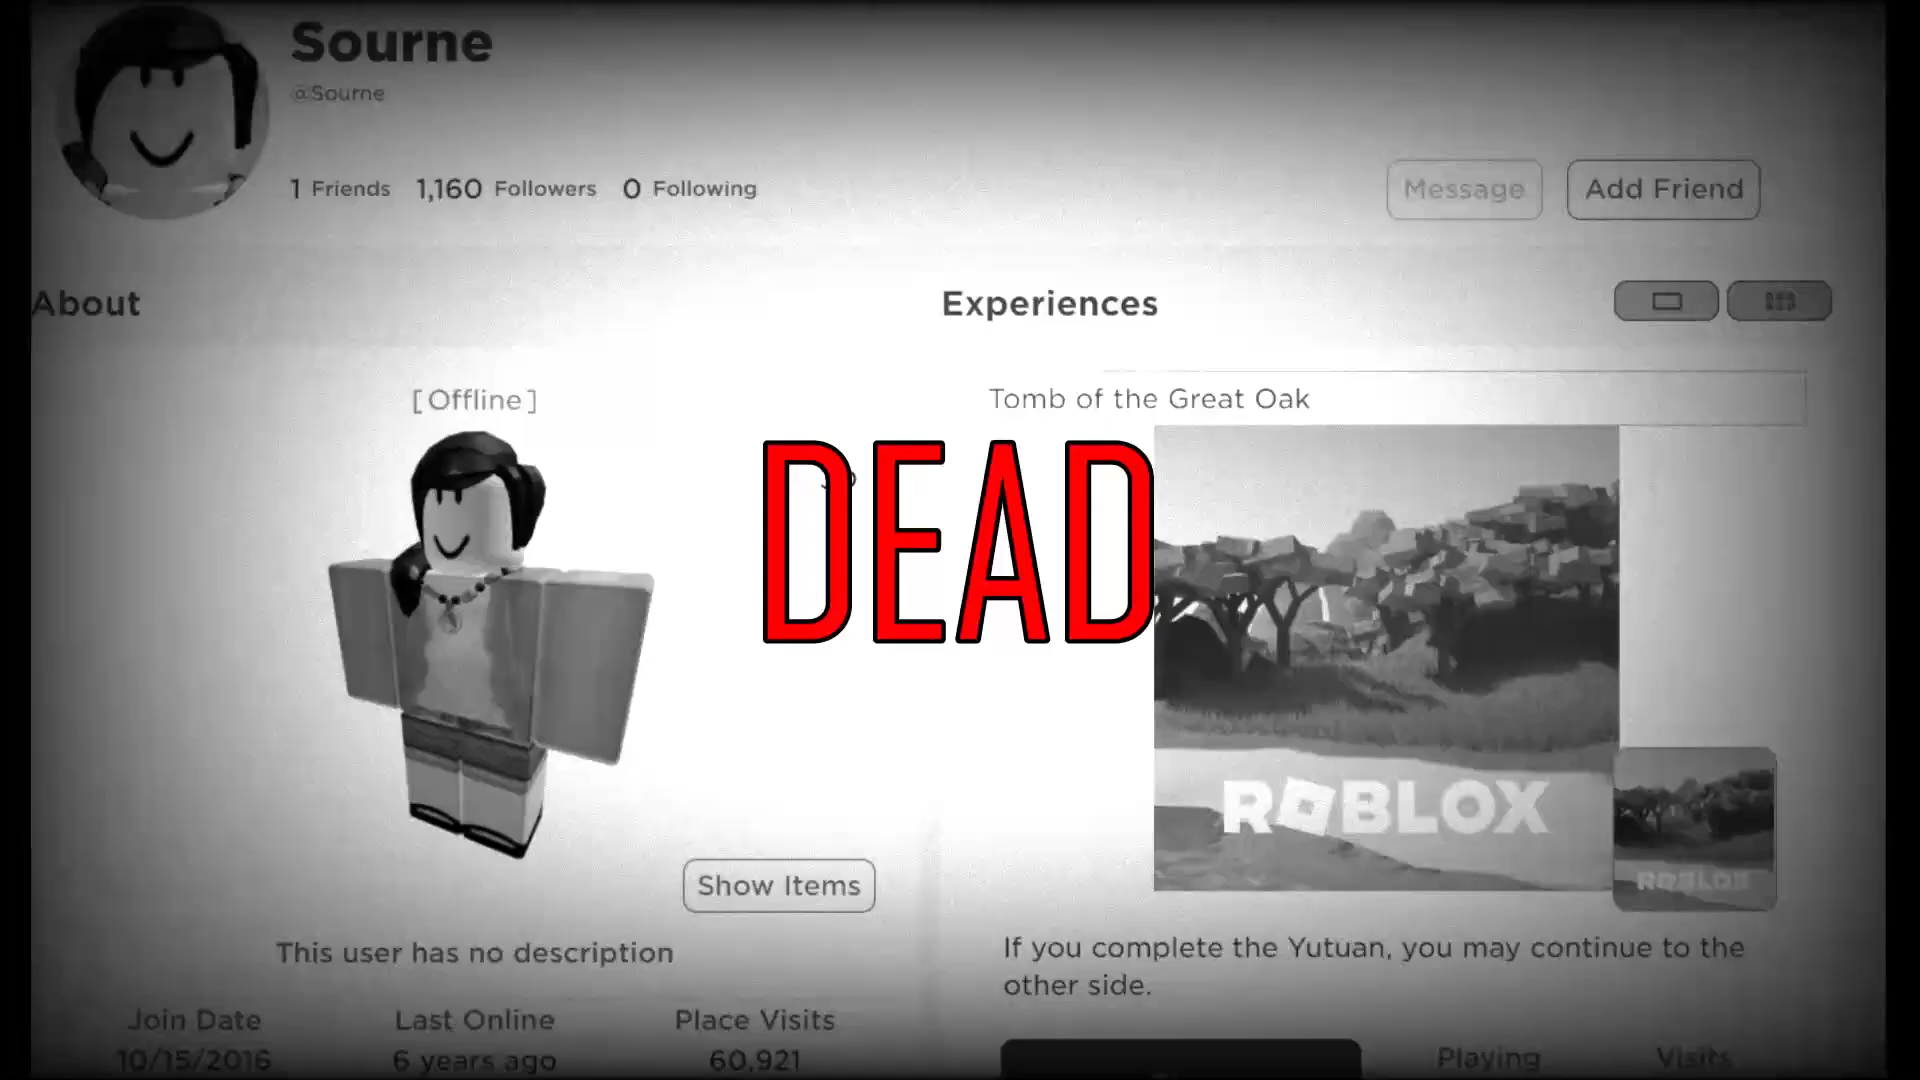 Sourne
@Sourne
1 Friends 1,160 Followers 0 Following
Message
Add Friend
About
Experiences
[ Offline ]
Tomb of the Great Oak
DEAD
ROBLOX
ROBLOX
Show Items
This user has no description
If you complete the Yutuan, you may continue to the
other side.
Join Date
Last Online
Place Visits
10/15/2016
6 years ago
60,921
Playing
Visits